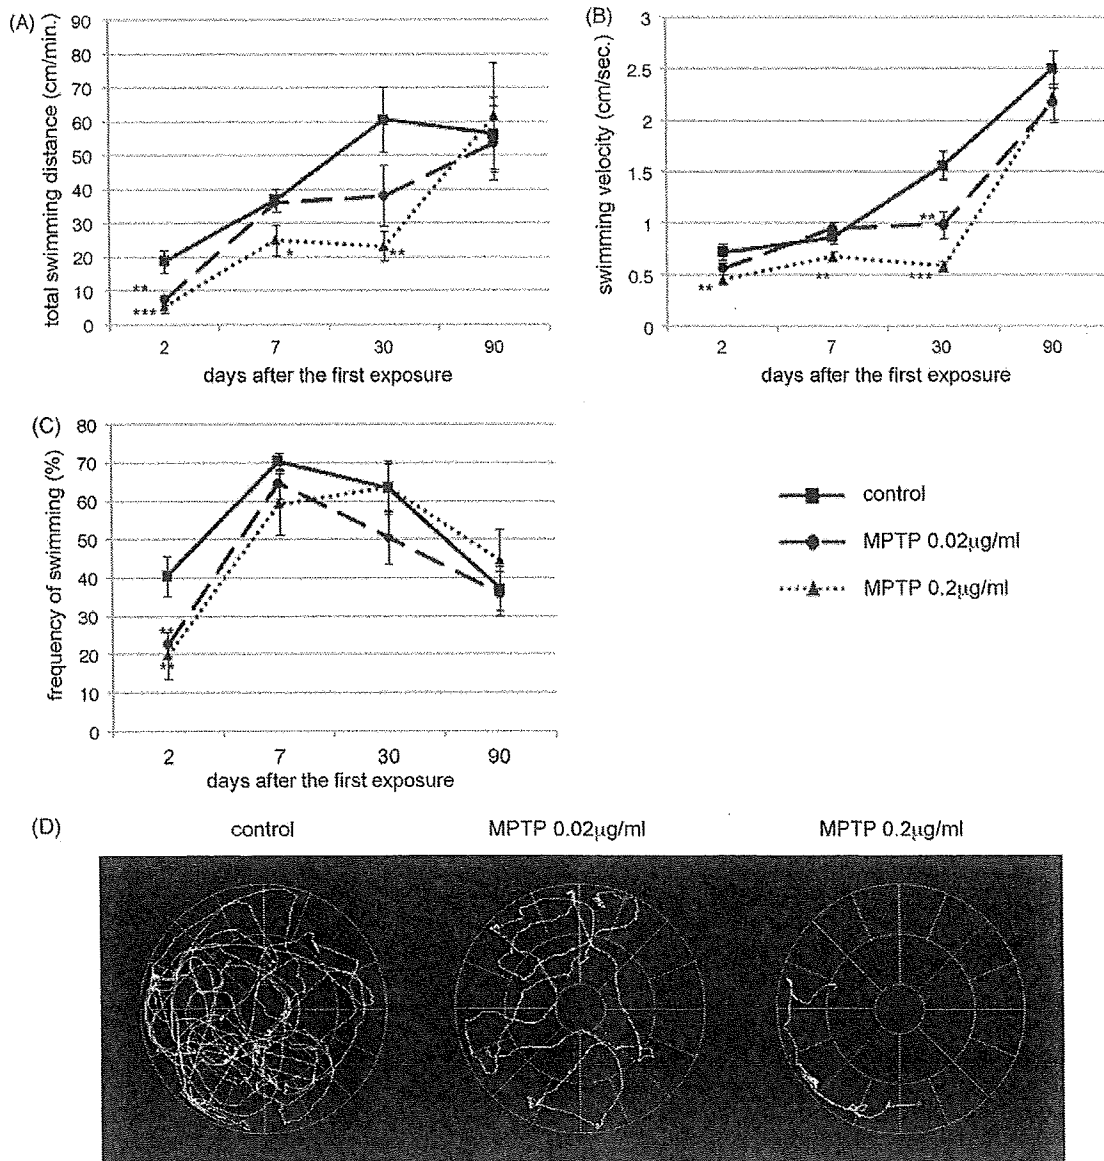 (A)
total swimming distance (cm/min.)
90
80
70
60
50
40
30
20
10
0
**
***
*
**
2 7 30 90
days after the first exposure
(B)
swimming velocity (cm/sec.)
3
2.5
2
1.5
1
0.5
0
**
**
**
***
2 7 30 90
days after the first exposure
(C)
frequency of swimming (%)
80
70
60
50
40
30
20
10
0
**
**
2 7 30 90
days after the first exposure
control
MPTP 0.02μg/ml
MPTP 0.2μg/ml
(D)
control MPTP 0.02μg/ml MPTP 0.2μg/ml